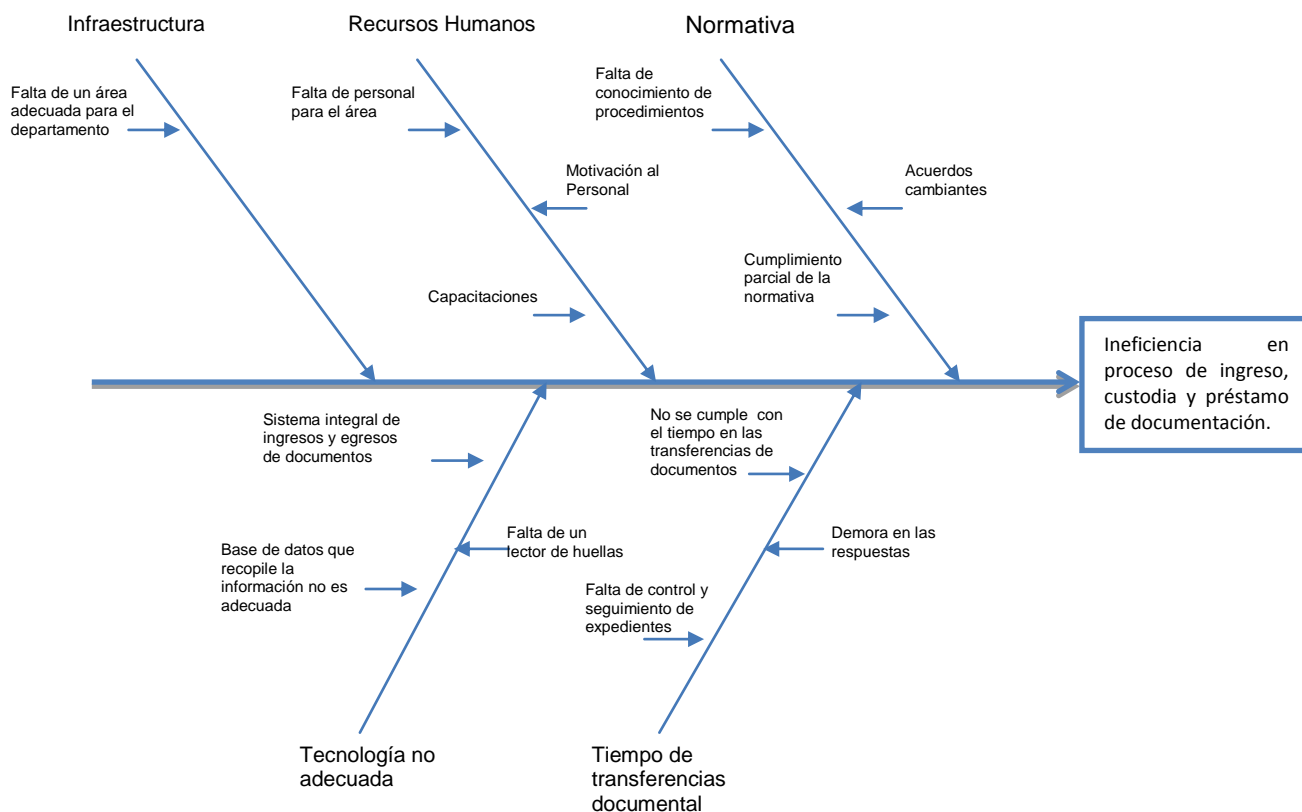 Infraestructura
Recursos Humanos
Normativa
Falta de un área
adecuada para el
departamento
Falta de personal
para el área
Falta de
conocimiento de
procedimientos
Motivación al
Personal
Acuerdos
cambiantes
Capacitaciones
Cumplimiento
parcial de la
normativa
Ineficiencia en
proceso de ingreso,
custodia y préstamo
de documentación.
Sistema integral de
ingresos y egresos
de documentos
No se cumple con
el tiempo en las
transferencias de
documentos
Base de datos que
recopile la
información no es
adecuada
Falta de un
lector de huellas
Demora en las
respuestas
Falta de control y
seguimiento de
expedientes
Tecnología no
adecuada
Tiempo de
transferencias
documental